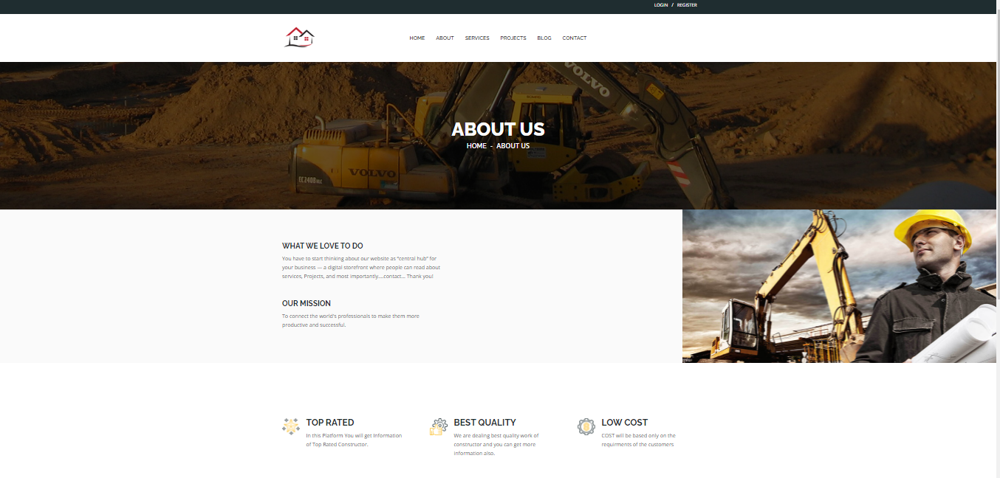 LOGIN / REGISTER
HOME ABOUT SERVICES PROJECTS BLOG CONTACT
VOLVO
ABOUT US
HOME - ABOUT US
VOLVO
EC240B NLC
WHAT WE LOVE TO DO
You have to start thinking about our website as “central hub” for
your business — a digital storefront where people can read about
services, Projects, and most importantly....contact... Thank you!
OUR MISSION
To connect the world's professionals to make them more
productive and successful.
TOP RATED
In this Platform You will get Information
of Top Rated Constructor.
BEST QUALITY
We are dealing best quality work of
constructor and you can get more
information also.
LOW COST
COST will be based only on the
requirments of the customers